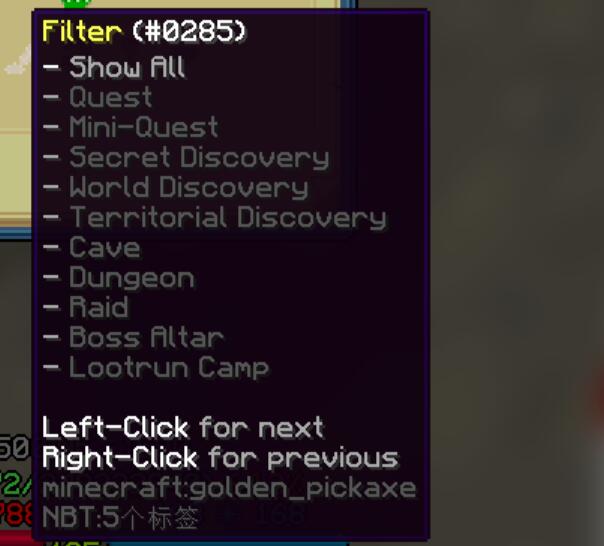 Filter (#0285)
- Show All
- Quest
- Mini-Quest
- Secret Discovery
- World Discovery
- Territorial Discovery
- Cave
- Dungeon
- Raid
- Boss Altar
- Lootrun Camp
Left-Click for next
Right-Click for previous
minecraft:golden_pickaxe
NBT:5个标签